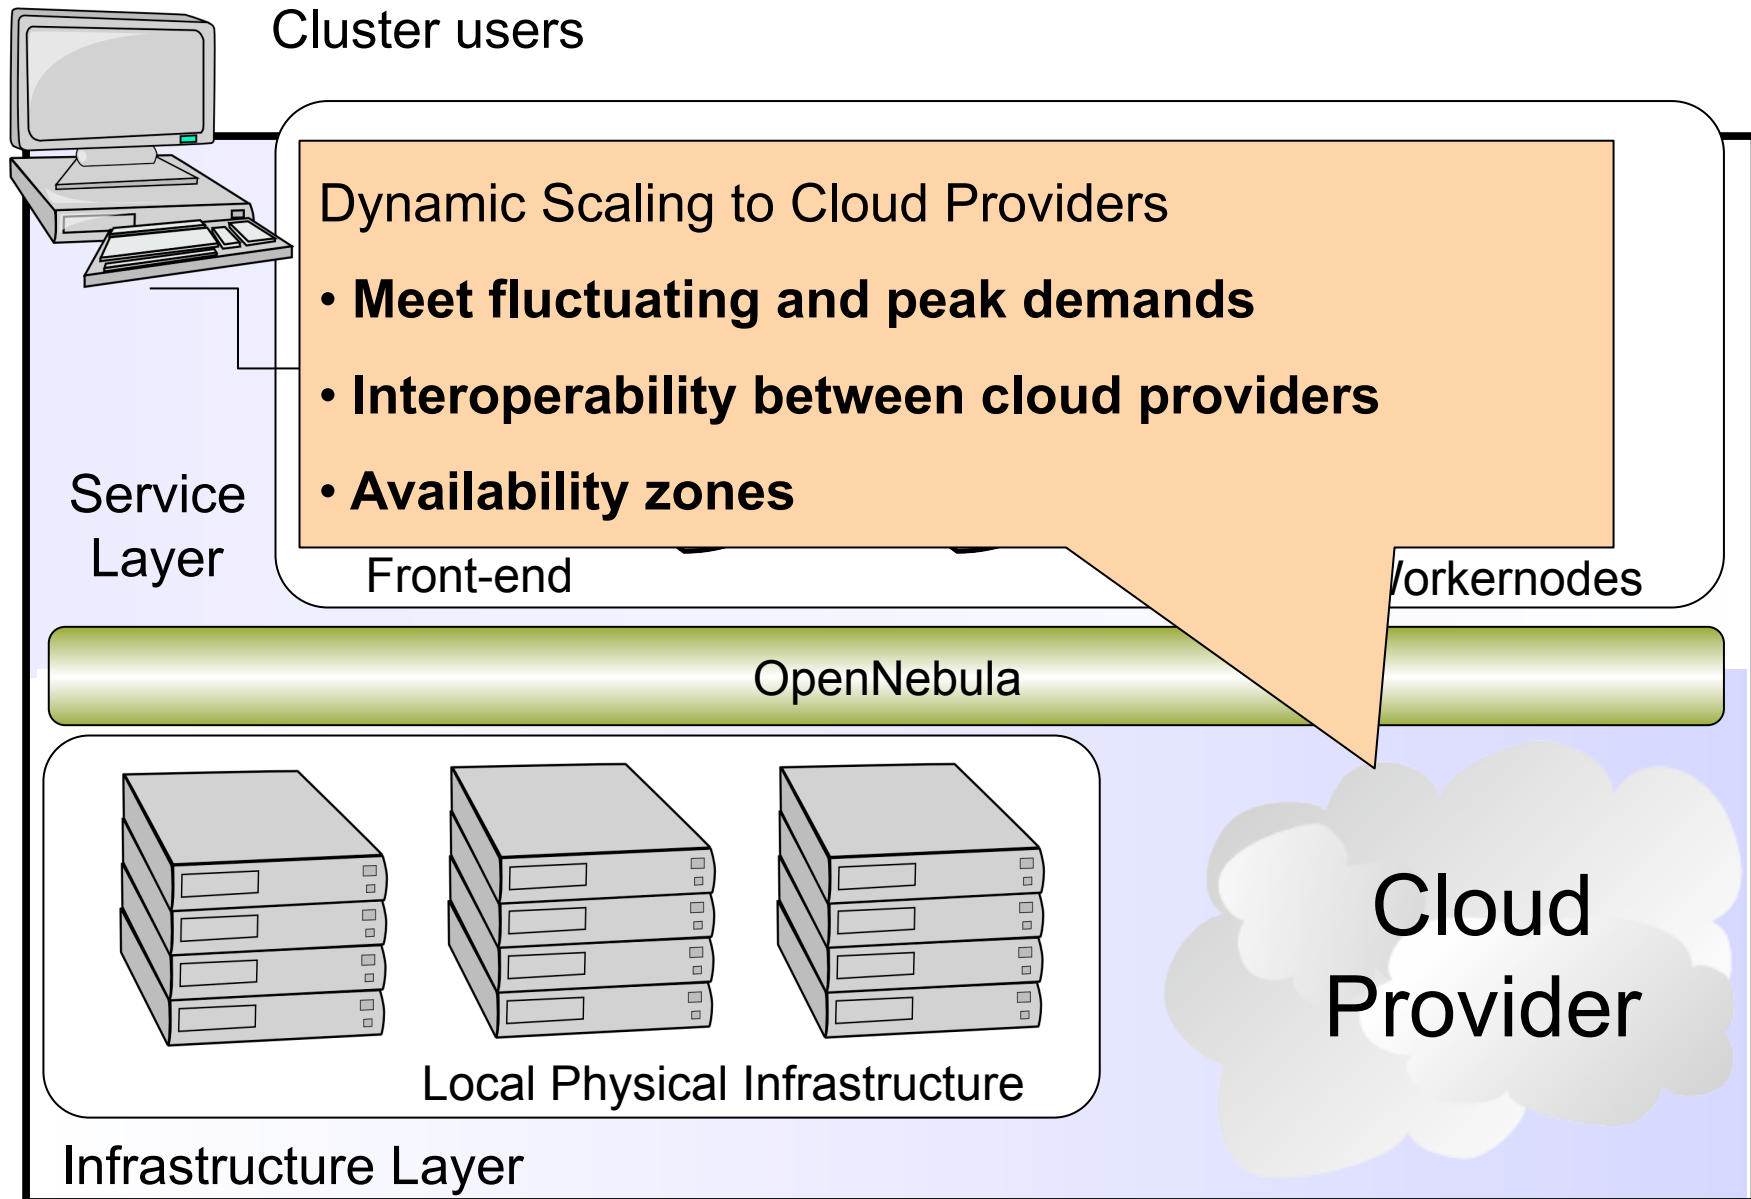 Cluster users
Dynamic Scaling to Cloud Providers
• Meet fluctuating and peak demands
• Interoperability between cloud providers
• Availability zones
Service
Layer
Front-end
Workernodes
OpenNebula
Cloud
Provider
Local Physical Infrastructure
Infrastructure Layer